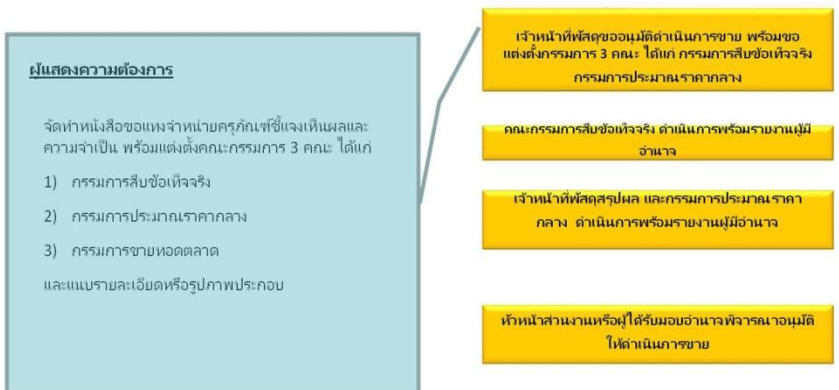 ผู้แสดงความต้องการ
จัดทำหนังสือขอแทงจำหน่ายครุภัณฑ์ชี้แจงเห็นผลและ
ความจำเป็น พร้อมแต่งตั้งคณะกรรมการ 3 คณะ ได้แก่
1) กรรมการสืบข้อเท็จจริง
2) กรรมการประมาณราคากลาง
3) กรรมการขายทอดตลาด
และแนบรายละเอียดหรือรูปภาพประกอบ
เจ้าหน้าที่พัสดุขออนุมัติดำเนินการขาย พร้อมขอ
แต่งตั้งกรรมการ 3 คณะ ได้แก่ กรรมการสืบข้อเท็จจริง
กรรมการประมาณราคากลาง
คณะกรรมการสืบข้อเท็จจริง ดำเนินการพร้อมรายงานผู้มี
อำนาจ
เจ้าหน้าที่พัสดุสรุปผล และกรรมการประมาณราคา
กลาง ดำเนินการพร้อมรายงานผู้มีอำนาจ
หัวหน้าส่วนงานหรือผู้ได้รับมอบอำนาจพิจารณาอนุมัติ
ให้ดำเนินการขาย